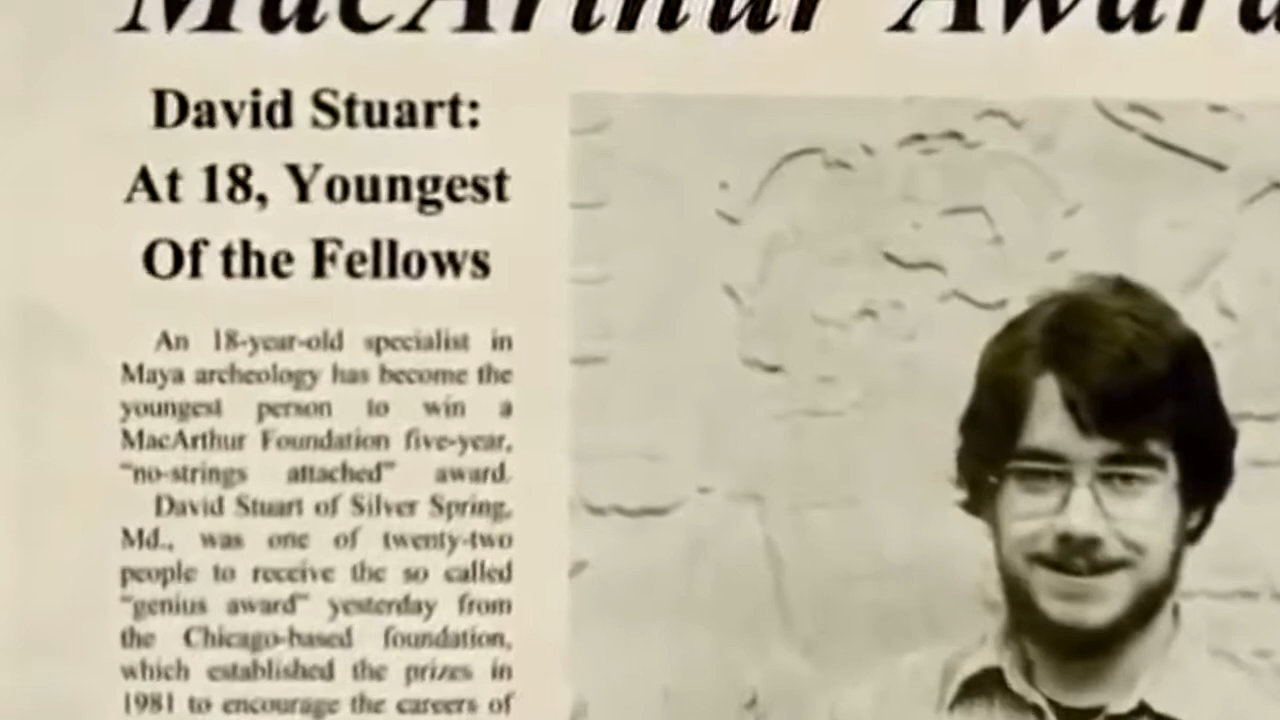 MacArthur Award
David Stuart:
At 18, Youngest
Of the Fellows
An 18-year-old specialist in
Maya archeology has become the
youngest person to win a
MacArthur Foundation five-year,
"no-strings attached" award.
David Stuart of Silver Spring,
Md., was one of twenty-two
people to receive the so called
"genius award" yesterday from
the Chicago-based foundation,
which established the prizes in
1981 to encourage the careers of